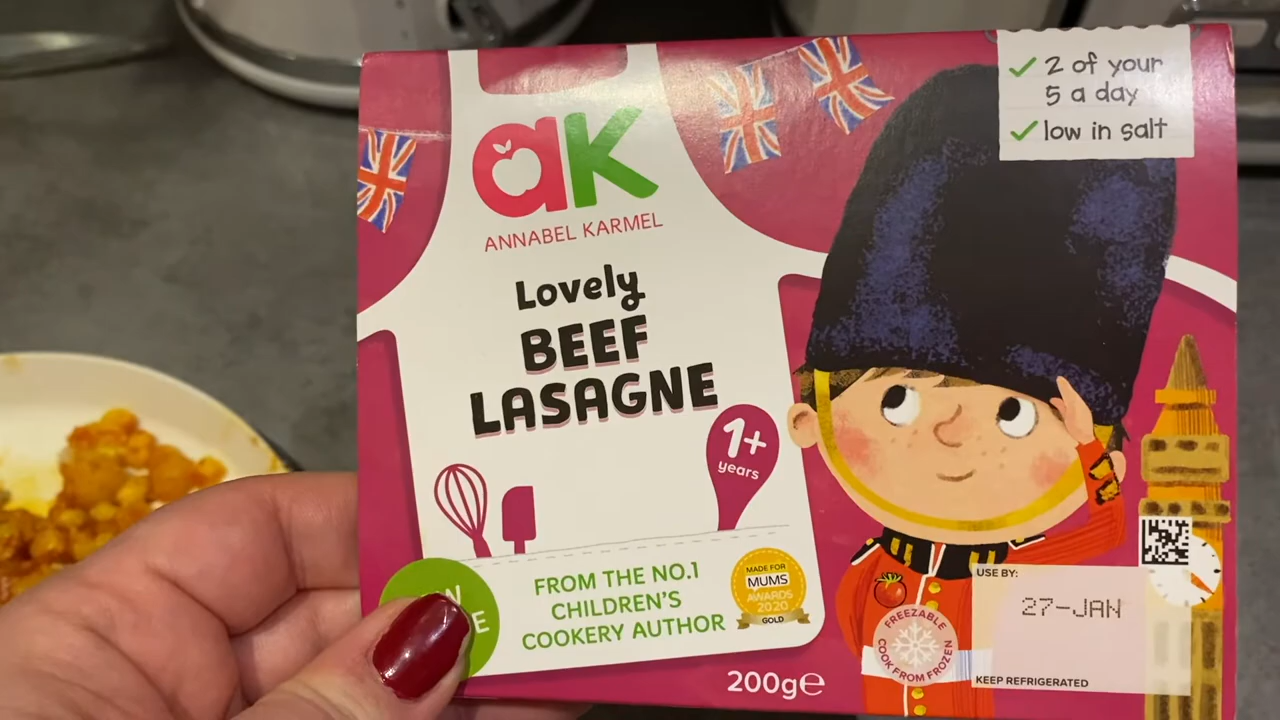 2 of your
5 a day
low in salt
ak
ANNABEL KARMEL
Lovely
BEEF
LASAGNE
1+
years
FROM THE NO.1
CHILDREN'S
COOKERY AUTHOR
MADE FOR
MUMS
AWARDS
2020
GOLD
USE BY:
27-JAN
FREEZABLE
COOK FROM FROZEN
KEEP REFRIGERATED
200g℮